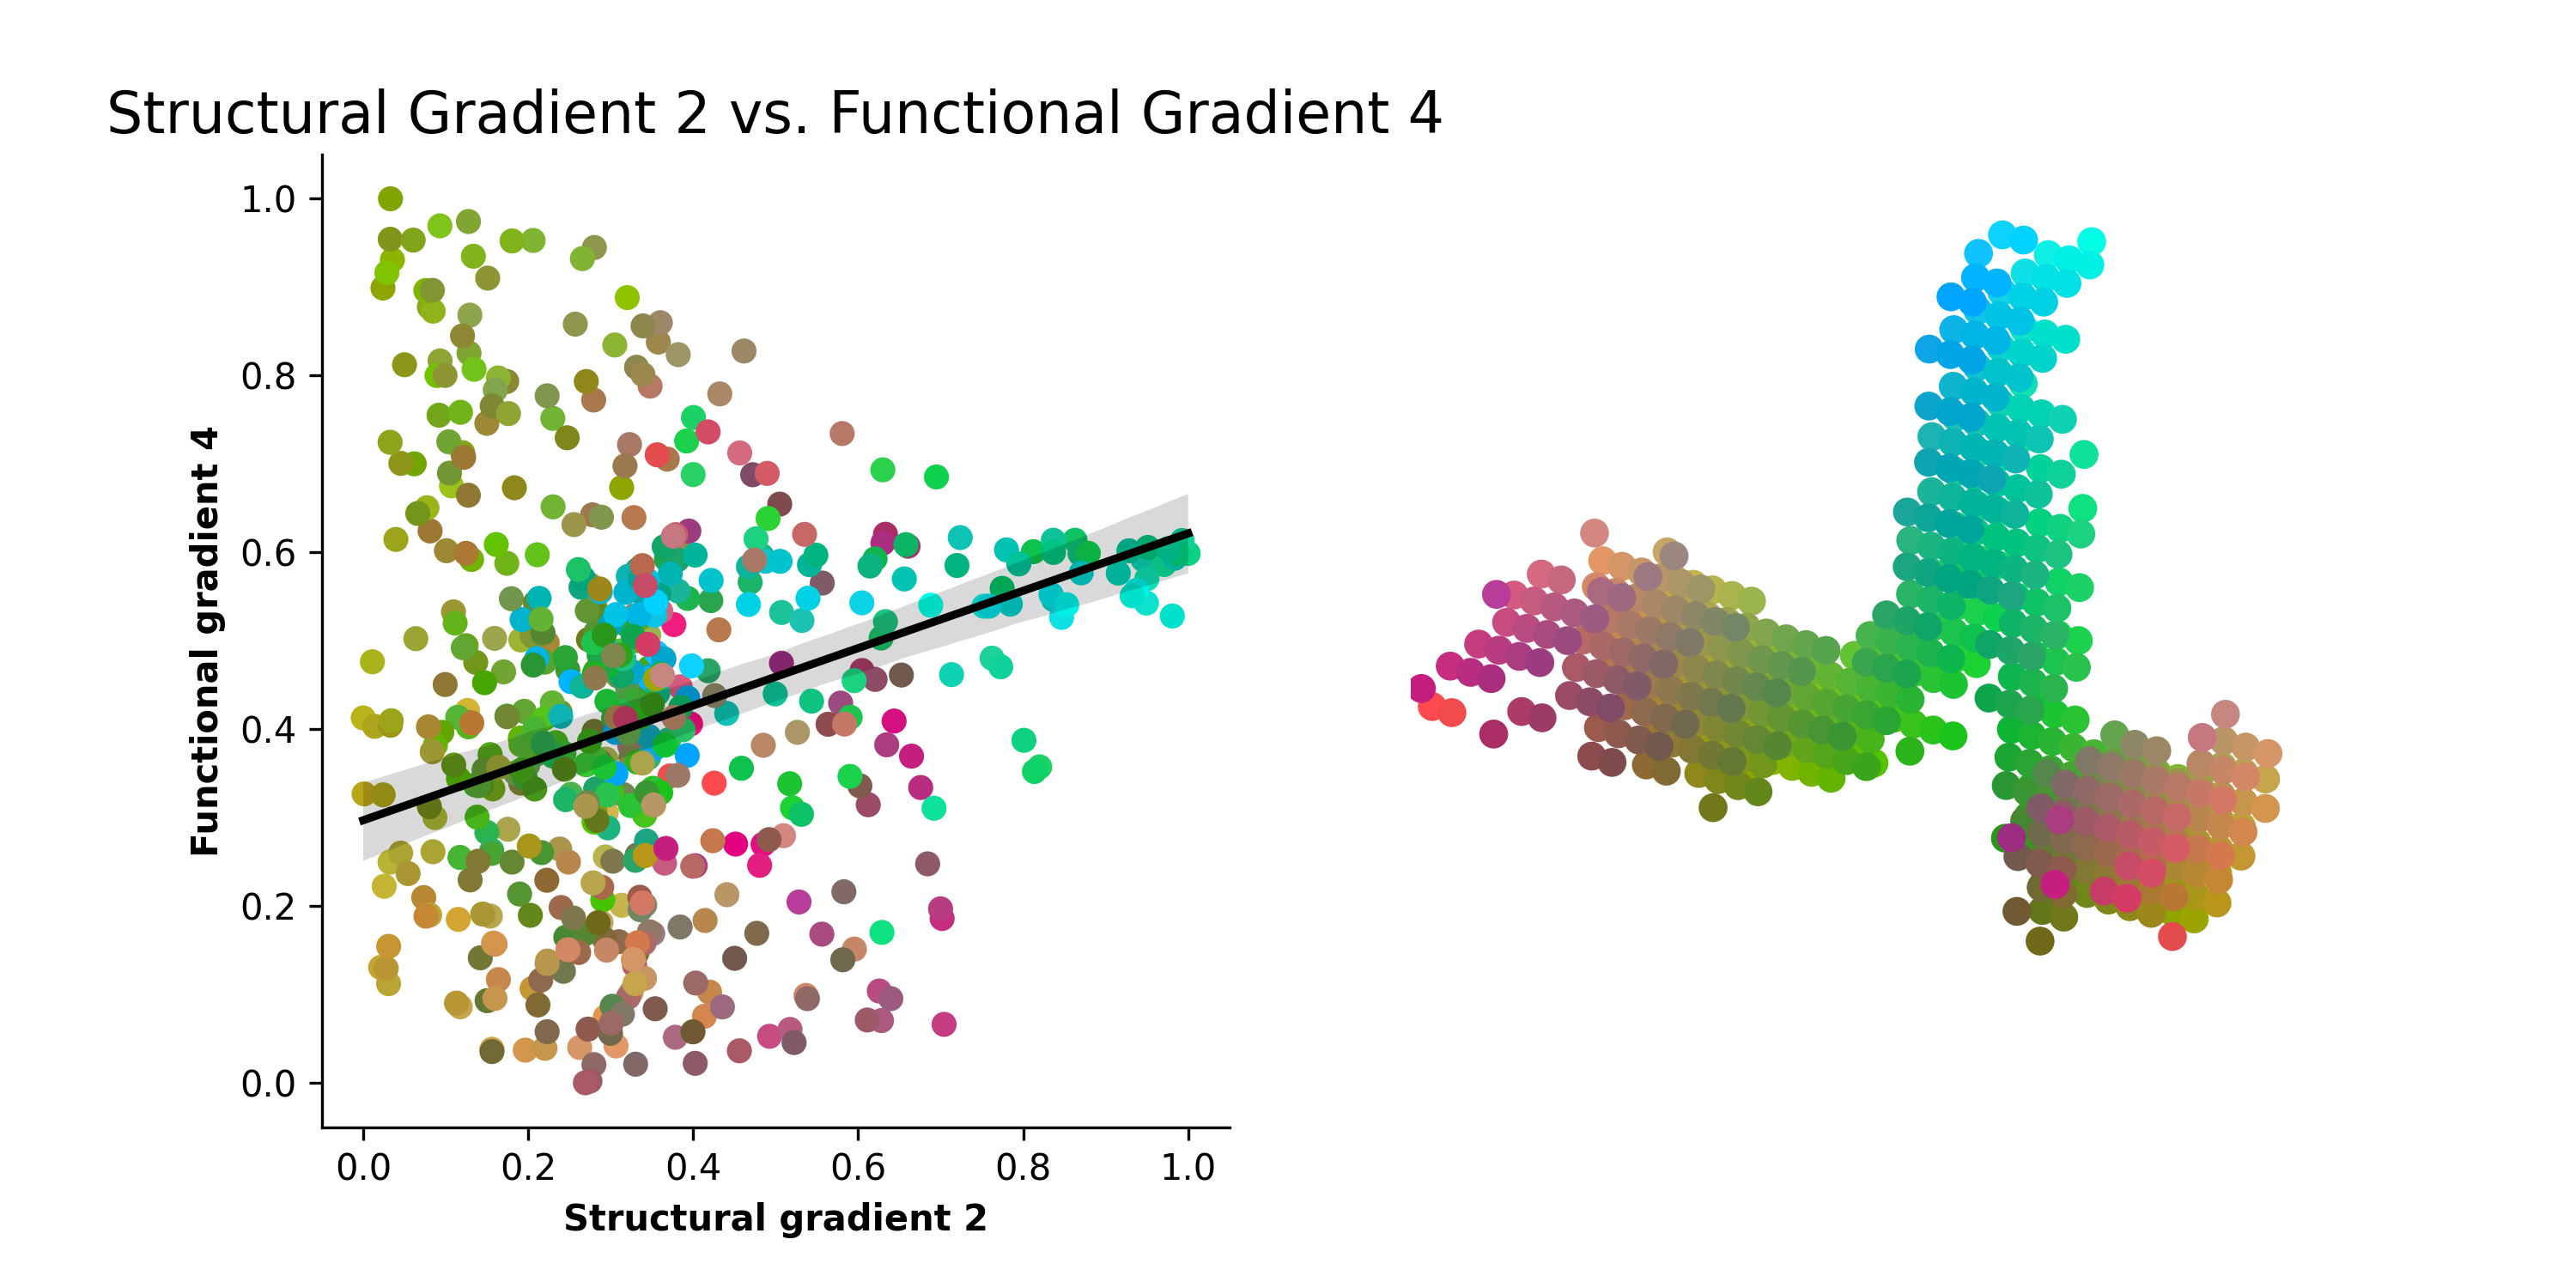 Structural Gradient 2 vs. Functional Gradient 4
1.0
0.8
0.6
0.4
0.2
0.0
Functional gradient 4
0.0 0.2 0.4 0.6 0.8 1.0
Structural gradient 2